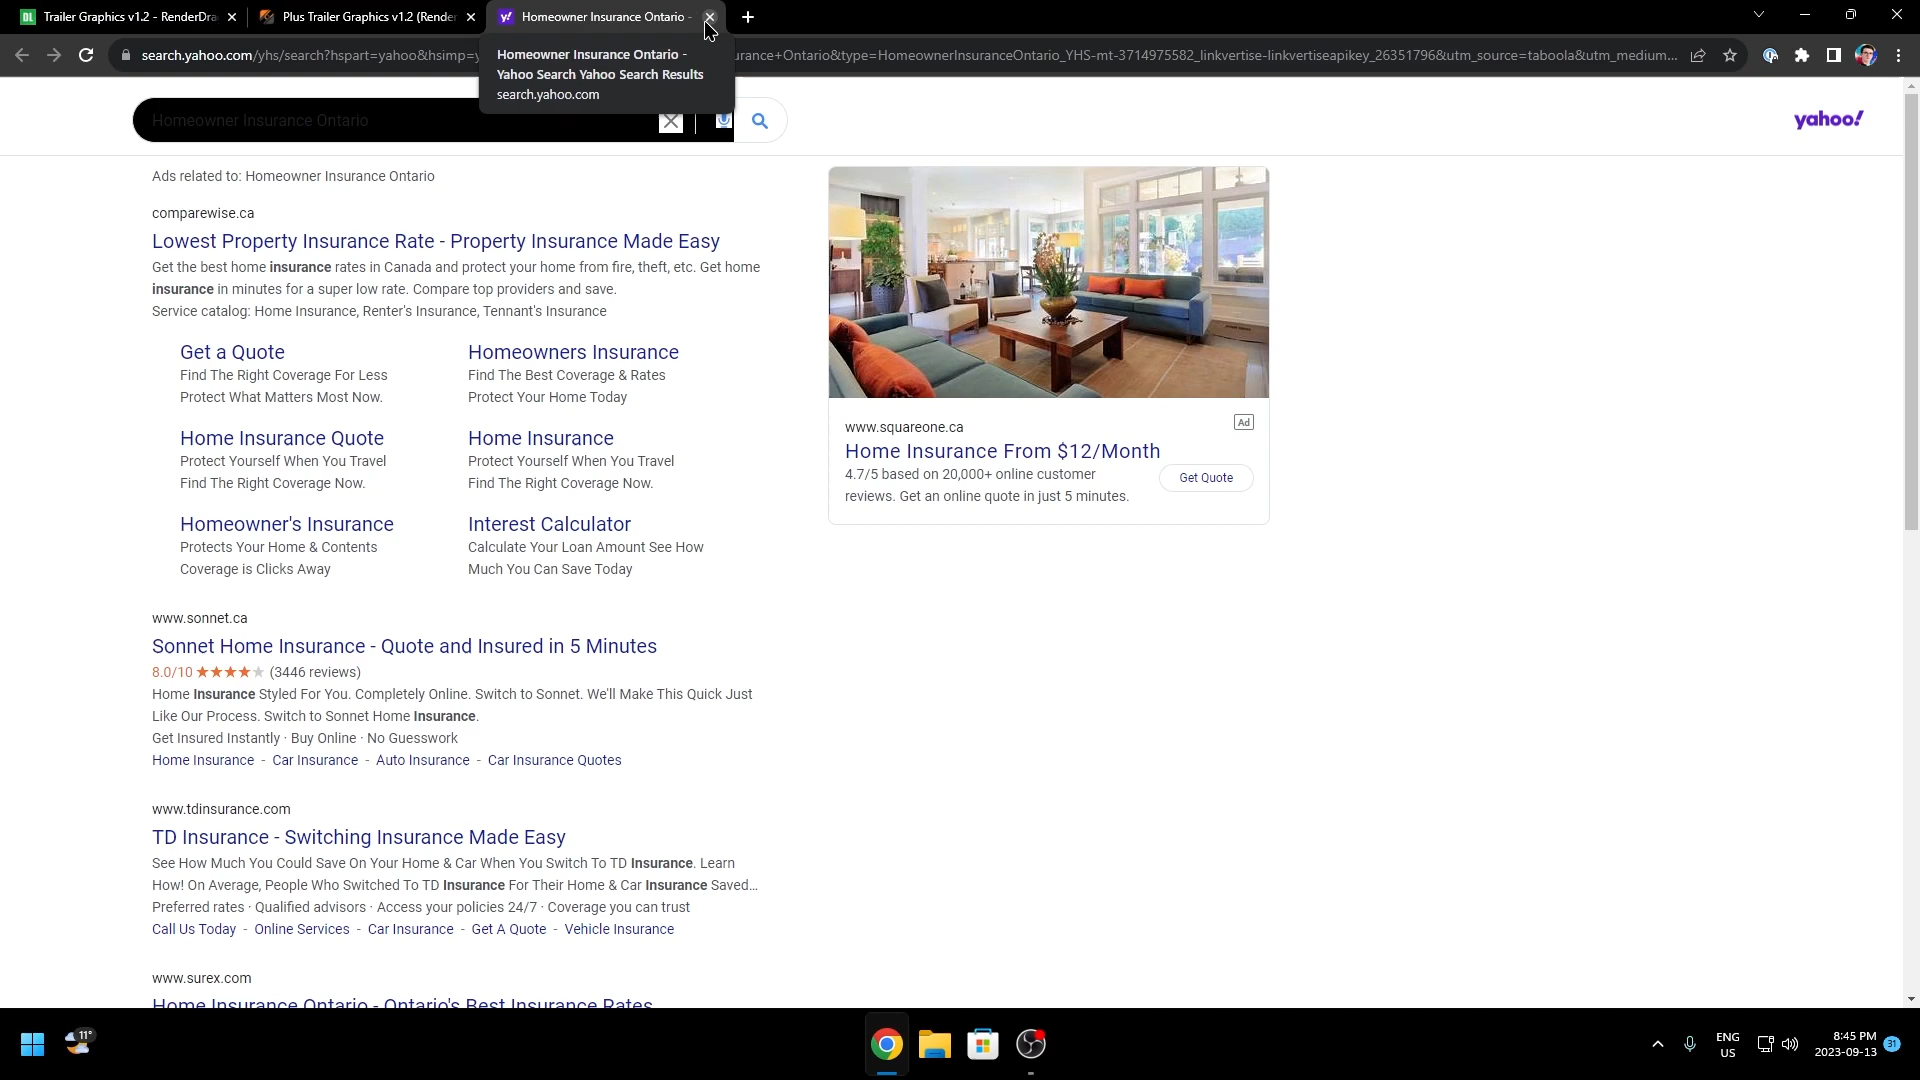 Trailer Graphics v1.2 - RenderDra
Plus Trailer Graphics v1.2 (Render
Homeowner Insurance Ontario -
search.yahoo.com/yhs/search?hspart=yahoo&hsimp=y
urance+Ontario&type=HomeownerInsuranceOntario_YHS-mt-3714975582_linkvertise-linkvertiseapikey_26351796&utm_source=taboola&utm_medium...
Homeowner Insurance Ontario -
Yahoo Search Yahoo Search Results
search.yahoo.com
Homeowner Insurance Ontario
yahoo!
Ads related to: Homeowner Insurance Ontario
comparewise.ca
Lowest Property Insurance Rate - Property Insurance Made Easy
Get the best home insurance rates in Canada and protect your home from fire, theft, etc. Get home
insurance in minutes for a super low rate. Compare top providers and save.
Service catalog: Home Insurance, Renter's Insurance, Tennant's Insurance
Get a Quote
Find The Right Coverage For Less
Protect What Matters Most Now.
Homeowners Insurance
Find The Best Coverage & Rates
Protect Your Home Today
Home Insurance Quote
Protect Yourself When You Travel
Find The Right Coverage Now.
Home Insurance
Protect Yourself When You Travel
Find The Right Coverage Now.
Homeowner's Insurance
Protects Your Home & Contents
Coverage is Clicks Away
Interest Calculator
Calculate Your Loan Amount See How
Much You Can Save Today
www.sonnet.ca
Sonnet Home Insurance - Quote and Insured in 5 Minutes
8.0/10 ★★★★★ (3446 reviews)
Home Insurance Styled For You. Completely Online. Switch to Sonnet. We'll Make This Quick Just
Like Our Process. Switch to Sonnet Home Insurance.
Get Insured Instantly · Buy Online · No Guesswork
Home Insurance - Car Insurance - Auto Insurance - Car Insurance Quotes
www.tdinsurance.com
TD Insurance - Switching Insurance Made Easy
See How Much You Could Save On Your Home & Car When You Switch To TD Insurance. Learn
How! On Average, People Who Switched To TD Insurance For Their Home & Car Insurance Saved...
Preferred rates · Qualified advisors · Access your policies 24/7 · Coverage you can trust
Call Us Today - Online Services - Car Insurance - Get A Quote - Vehicle Insurance
www.surex.com
Home Insurance Ontario - Ontario's Best Insurance Rates
www.squareone.ca
Ad
Home Insurance From $12/Month
4.7/5 based on 20,000+ online customer
reviews. Get an online quote in just 5 minutes.
Get Quote
11°
ENG
US
8:45 PM
2023-09-13
31